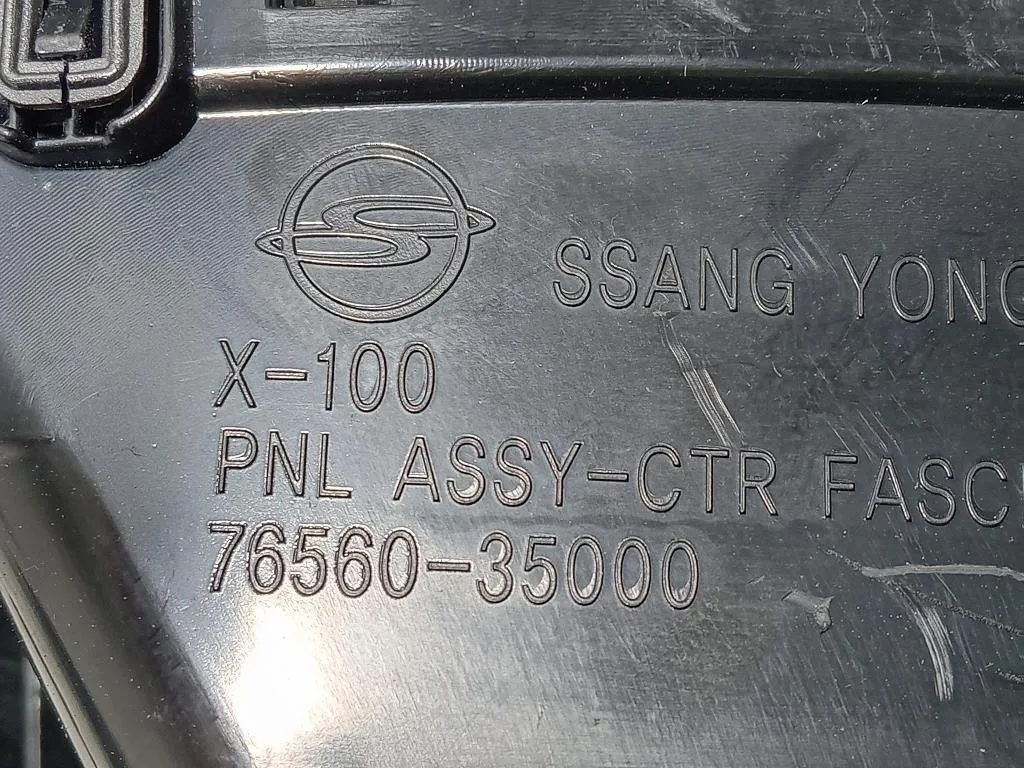 SSANG YONG
X-100
PNL ASSY-CTR
76560-35000